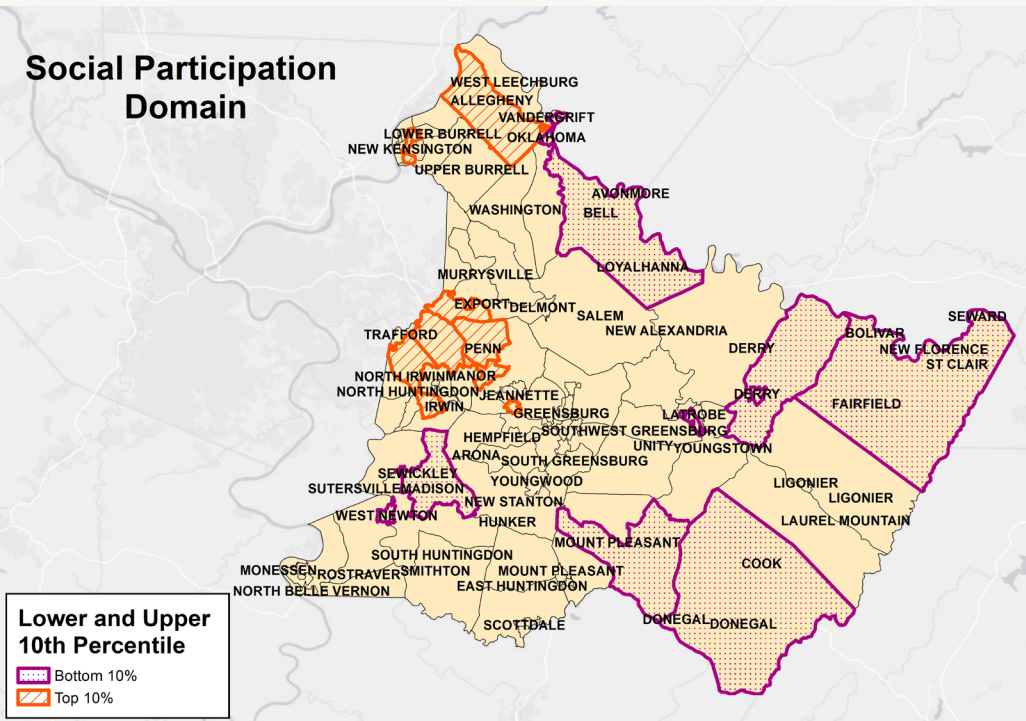 Social Participation
Domain
WEST LEECHBURG
ALLEGHENY
VANDERGRIFT
LOWER BURRELL
OKLAHOMA
NEW KENSINGTON
UPPER BURRELL
AVONMORE
WASHINGTON
BELL
LOYALHANNA
MURRYSVILLE
EXPORT
DELMONT
SALEM
SEWARD
NEW ALEXANDRIA
TRAFFORD
BOLIVAR
PENN
DERRY
NEW FLORENCE
ST CLAIR
NORTH IRWIN
MANOR
NORTH HUNTINGDON
JEANNETTE
DERRY
IRWIN
FAIRFIELD
GREENSBURG
LATROBE
SOUTHWEST GREENSBURG
HEMPFIELD
UNITY
YOUNGSTOWN
ARONA
SOUTH GREENSBURG
SEWICKLEY
YOUNGWOOD
LIGONIER
SUTERSVILLE
MADISON
LIGONIER
NEW STANTON
WEST NEWTON
HUNKER
LAUREL MOUNTAIN
MOUNT PLEASANT
SOUTH HUNTINGDON
COOK
MONESSEN
ROSTRAVER
SMITHTON
MOUNT PLEASANT
EAST HUNTINGDON
NORTH BELLE VERNON
SCOTTDALE
DONEGAL
DONEGAL
Lower and Upper
10th Percentile
Bottom 10%
Top 10%